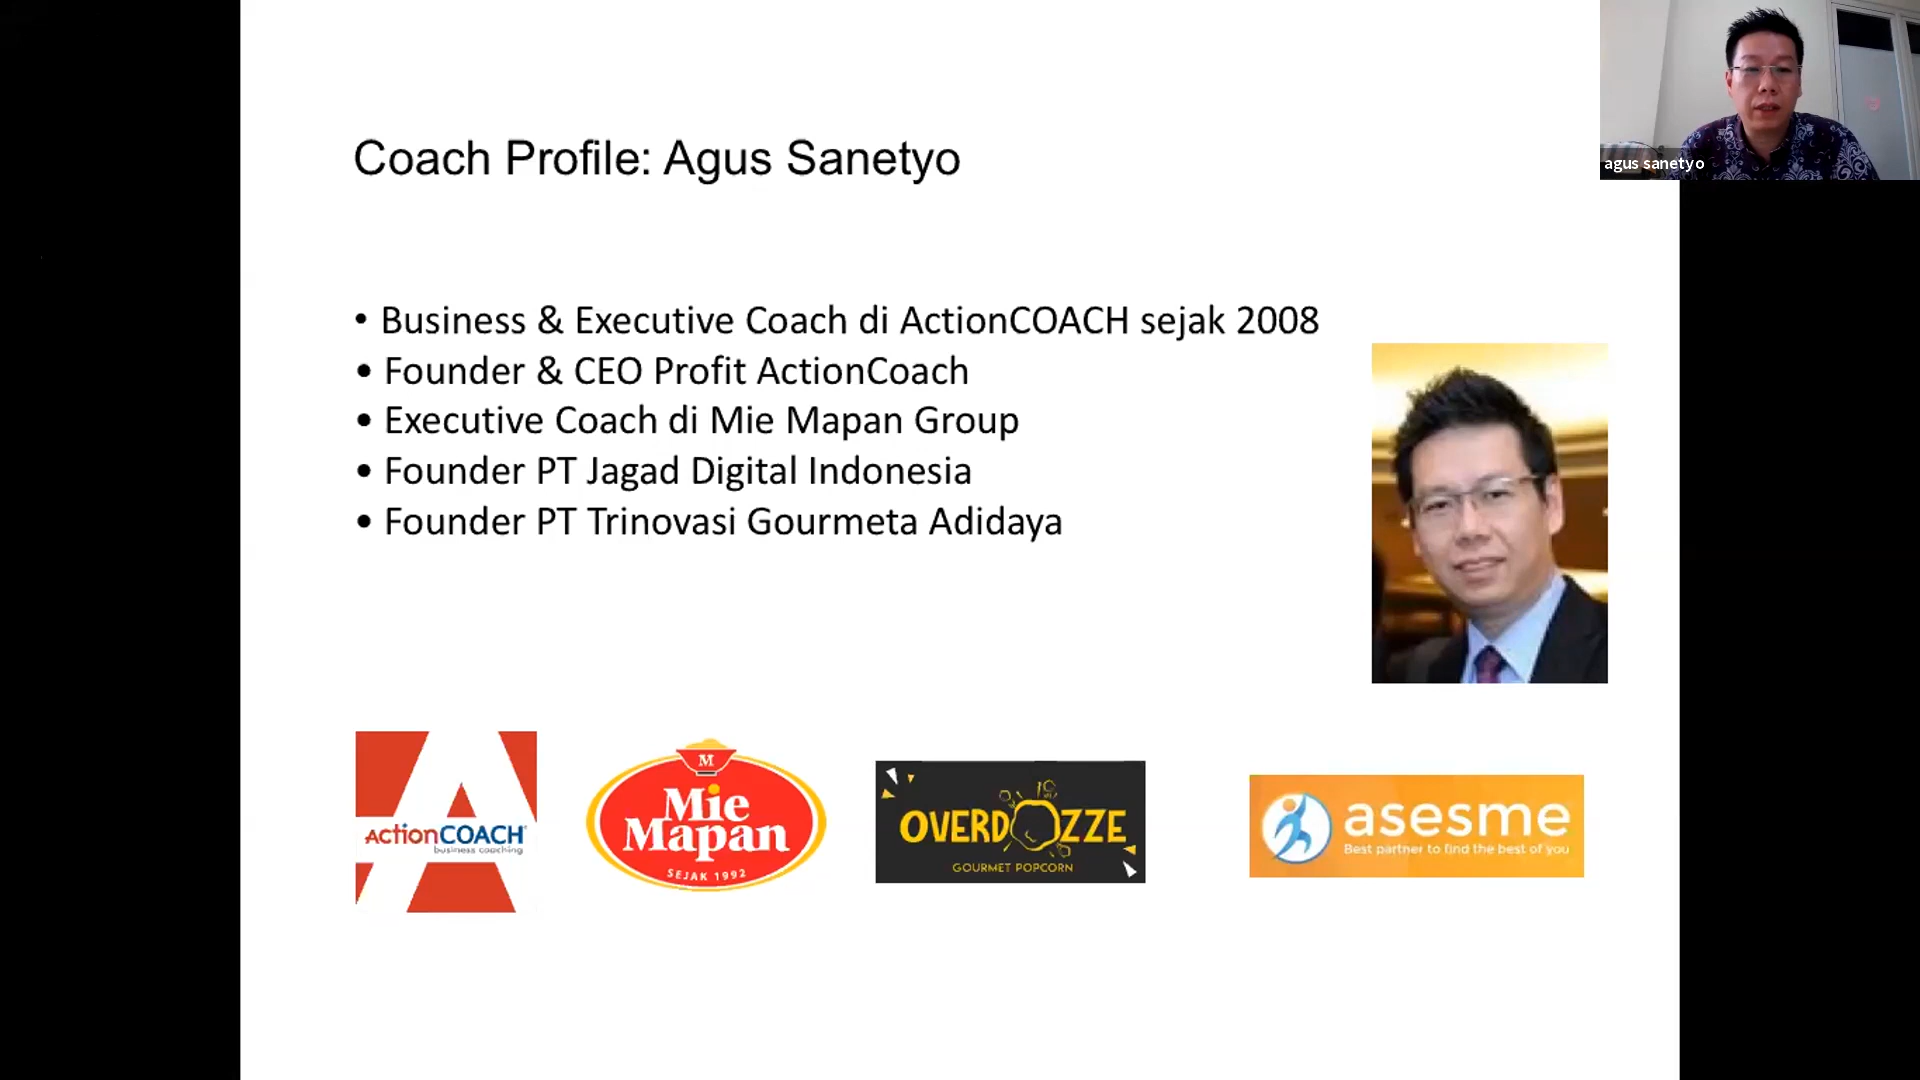 agus sanetyo
Coach Profile: Agus Sanetyo
• Business & Executive Coach di ActionCOACH sejak 2008
• Founder & CEO Profit ActionCoach
• Executive Coach di Mie Mapan Group
• Founder PT Jagad Digital Indonesia
• Founder PT Trinovasi Gourmeta Adidaya
ActionCOACH
business coaching
M
Mie
Mapan
SEJAK 1992
OVERDOZZE
GOURMET POPCORN
asesme
Best partner to find the best of you